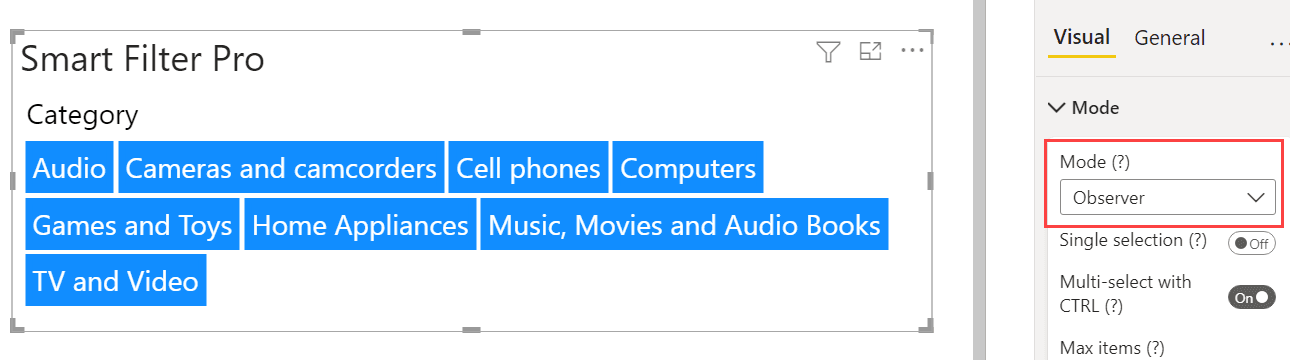 Smart Filter Pro
Category
Audio
Cameras and camcorders
Cell phones
Computers
Games and Toys
Home Appliances
Music, Movies and Audio Books
TV and Video
Visual
General
Mode
Mode (?)
Observer
Single selection (?)
Off
Multi-select with
CTRL (?)
On
Max items (?)